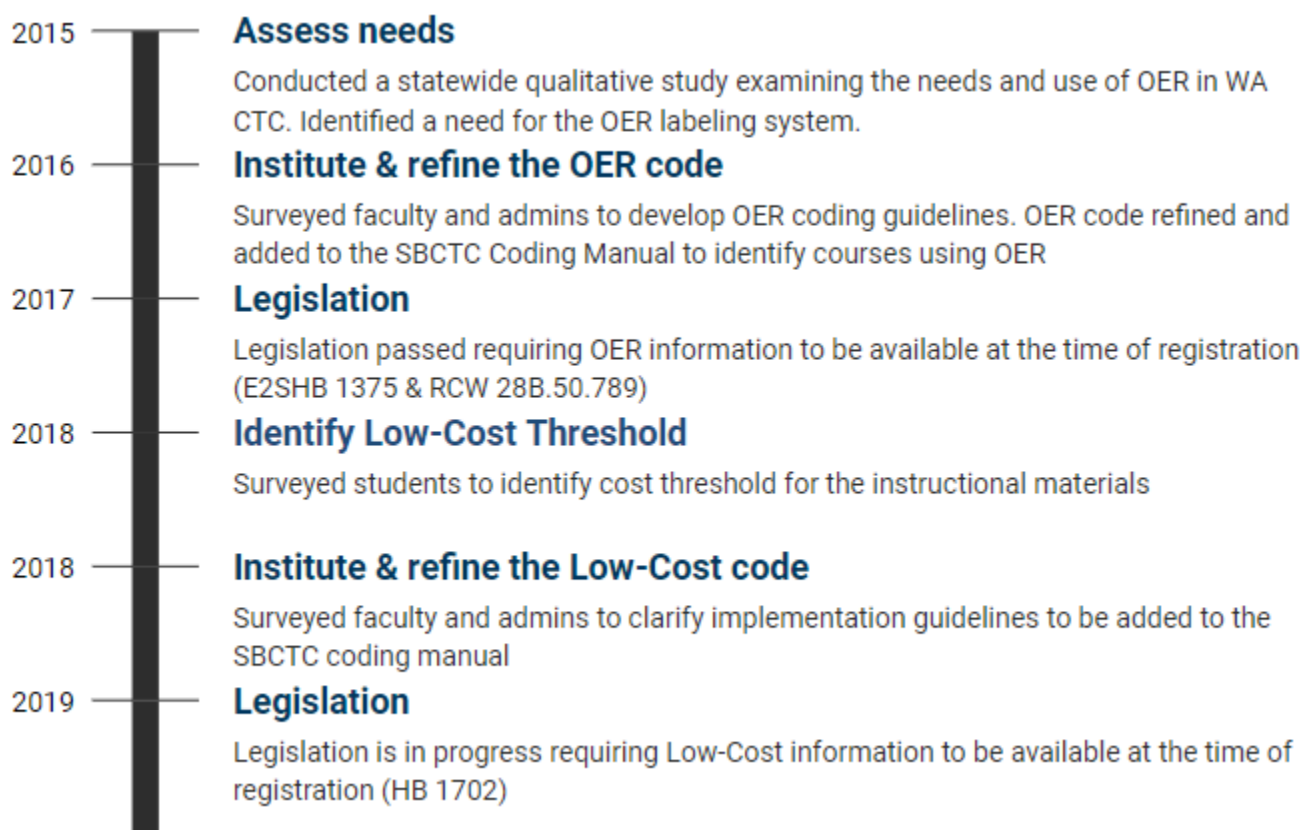 2015 Assess needs
Conducted a statewide qualitative study examining the needs and use of OER in WA
CTC. Identified a need for the OER labeling system.
2016 Institute & refine the OER code
Surveyed faculty and admins to develop OER coding guidelines. OER code refined and
added to the SBCTC Coding Manual to identify courses using OER
2017 Legislation
Legislation passed requiring OER information to be available at the time of registration
(E2SHB 1375 & RCW 28B.50.789)
2018 Identify Low-Cost Threshold
Surveyed students to identify cost threshold for the instructional materials
2018 Institute & refine the Low-Cost code
Surveyed faculty and admins to clarify implementation guidelines to be added to the
SBCTC coding manual
2019 Legislation
Legislation is in progress requiring Low-Cost information to be available at the time of
registration (HB 1702)